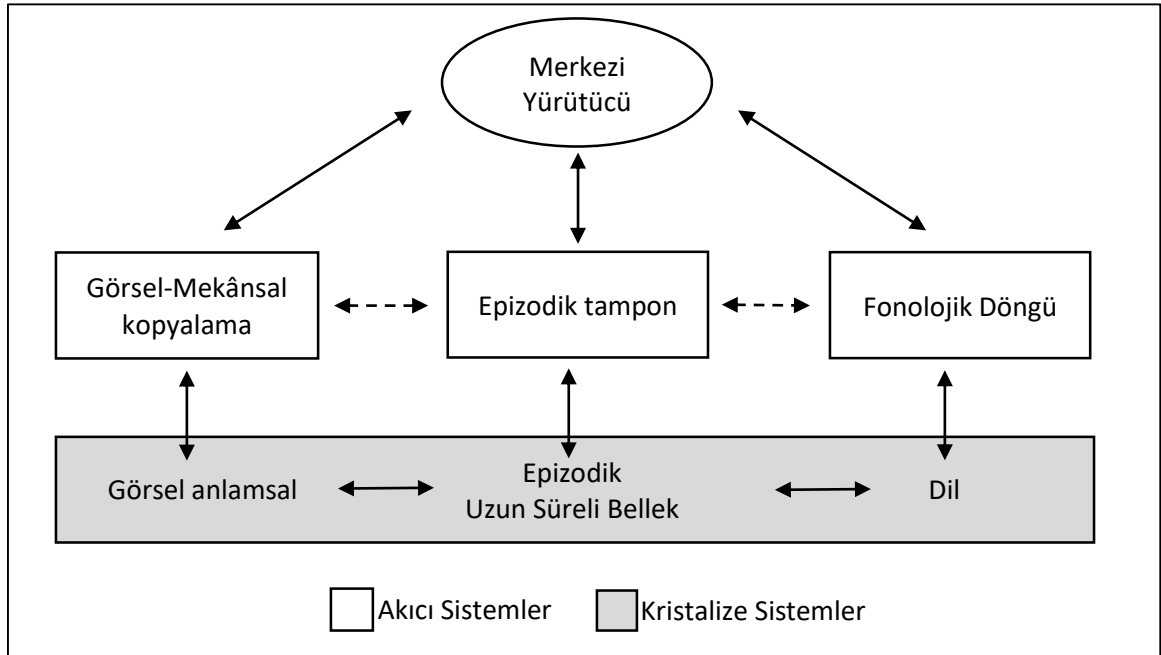 Merkezi
Yürütücü
Görsel-Mekânsal
kopyalama
Epizodik tampon
Fonolojik Döngü
Görsel anlamsal
Epizodik
Uzun Süreli Bellek
Dil
Akıcı Sistemler
Kristalize Sistemler